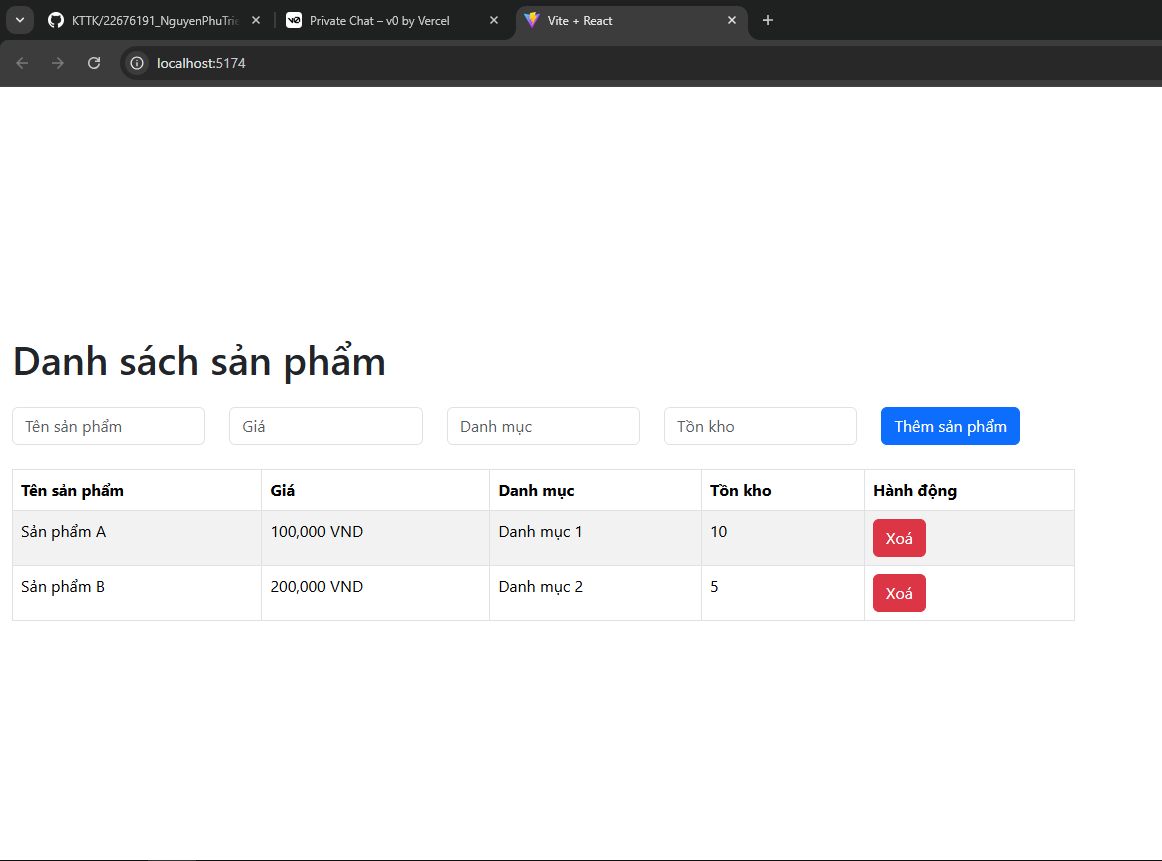 KTTK/22676191_NguyenPhuTrie
Private Chat – v0 by Vercel
Vite + React
localhost:5174
Danh sách sản phẩm
Tên sản phẩm Giá Danh mục Tồn kho Thêm sản phẩm
Tên sản phẩm Giá Danh mục Tồn kho Hành động
Sản phẩm A 100,000 VND Danh mục 1 10 Xoá
Sản phẩm B 200,000 VND Danh mục 2 5 Xoá